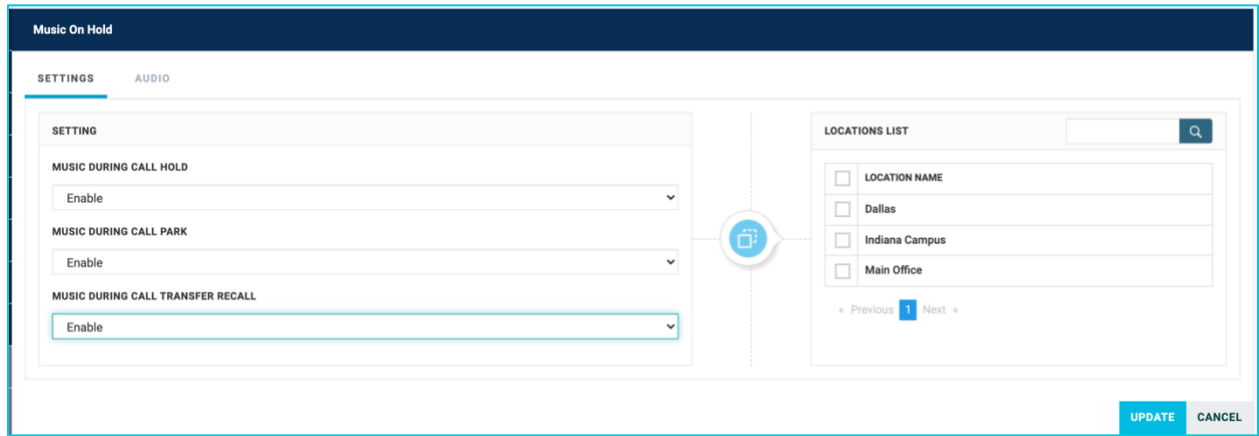 Music On Hold
SETTINGS AUDIO
SETTING
MUSIC DURING CALL HOLD
Enable
MUSIC DURING CALL PARK
Enable
MUSIC DURING CALL TRANSFER RECALL
Enable
LOCATIONS LIST
LOCATION NAME
Dallas
Indiana Campus
Main Office
« Previous 1 Next »
UPDATE CANCEL